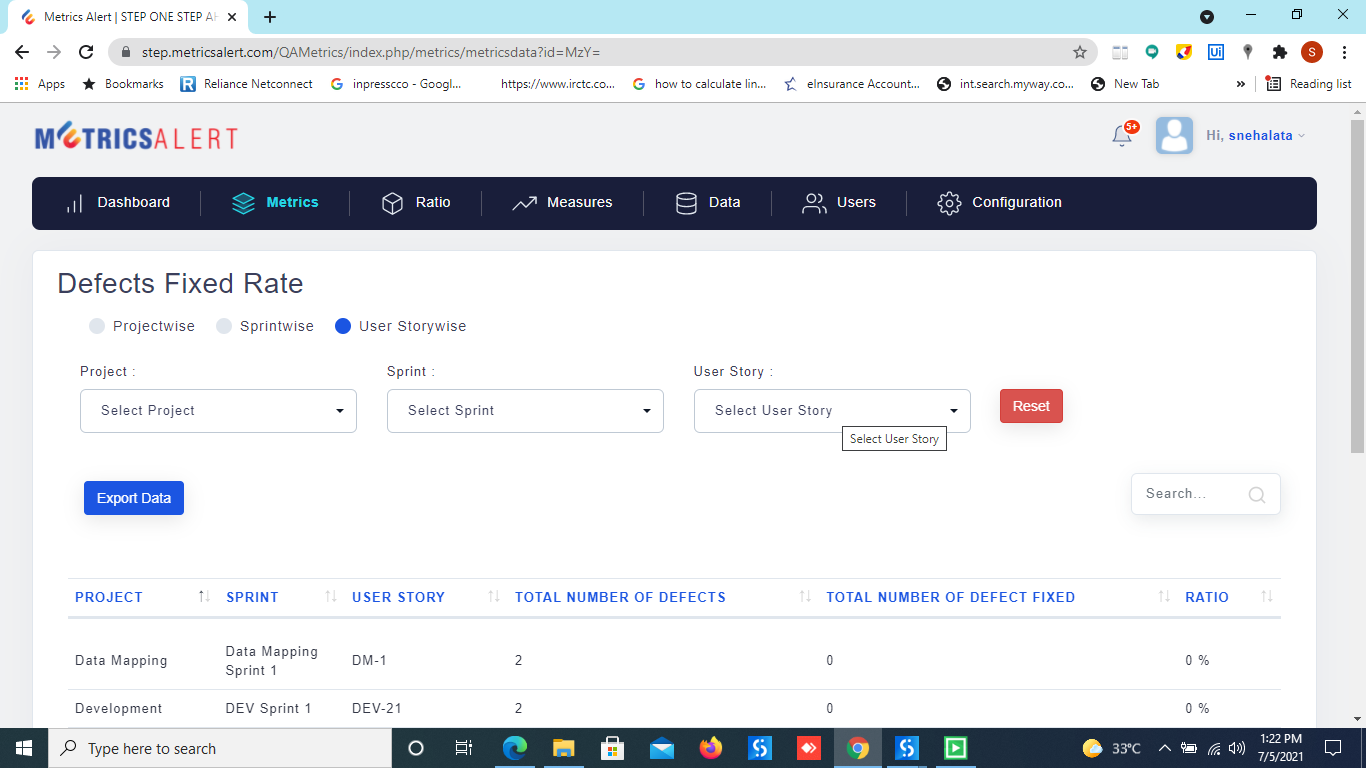 Metrics Alert | STEP ONE STEP AH
step.metricsalert.com/QAMetrics/index.php/metrics/metricsdata?id=MzY=
S
Apps Bookmarks Reliance Netconnect inpresscco - Googl... https://www.irctc.co... how to calculate lin... eInsurance Account... int.search.myway.co... New Tab » Reading list
METRICSALERT
5+
Hi, snehalata
Dashboard Metrics Ratio Measures Data Users Configuration
Defects Fixed Rate
Projectwise Sprintwise User Storywise
Project : Sprint : User Story :
Select Project Select Sprint Select User Story Reset
Select User Story
Export Data Search...
PROJECT SPRINT USER STORY TOTAL NUMBER OF DEFECTS TOTAL NUMBER OF DEFECT FIXED RATIO
Data Mapping Data Mapping Sprint 1 DM-1 2 0 0 %
Development DEV Sprint 1 DEV-21 2 0 0 %
Type here to search 33°C 1:22 PM
7/5/2021